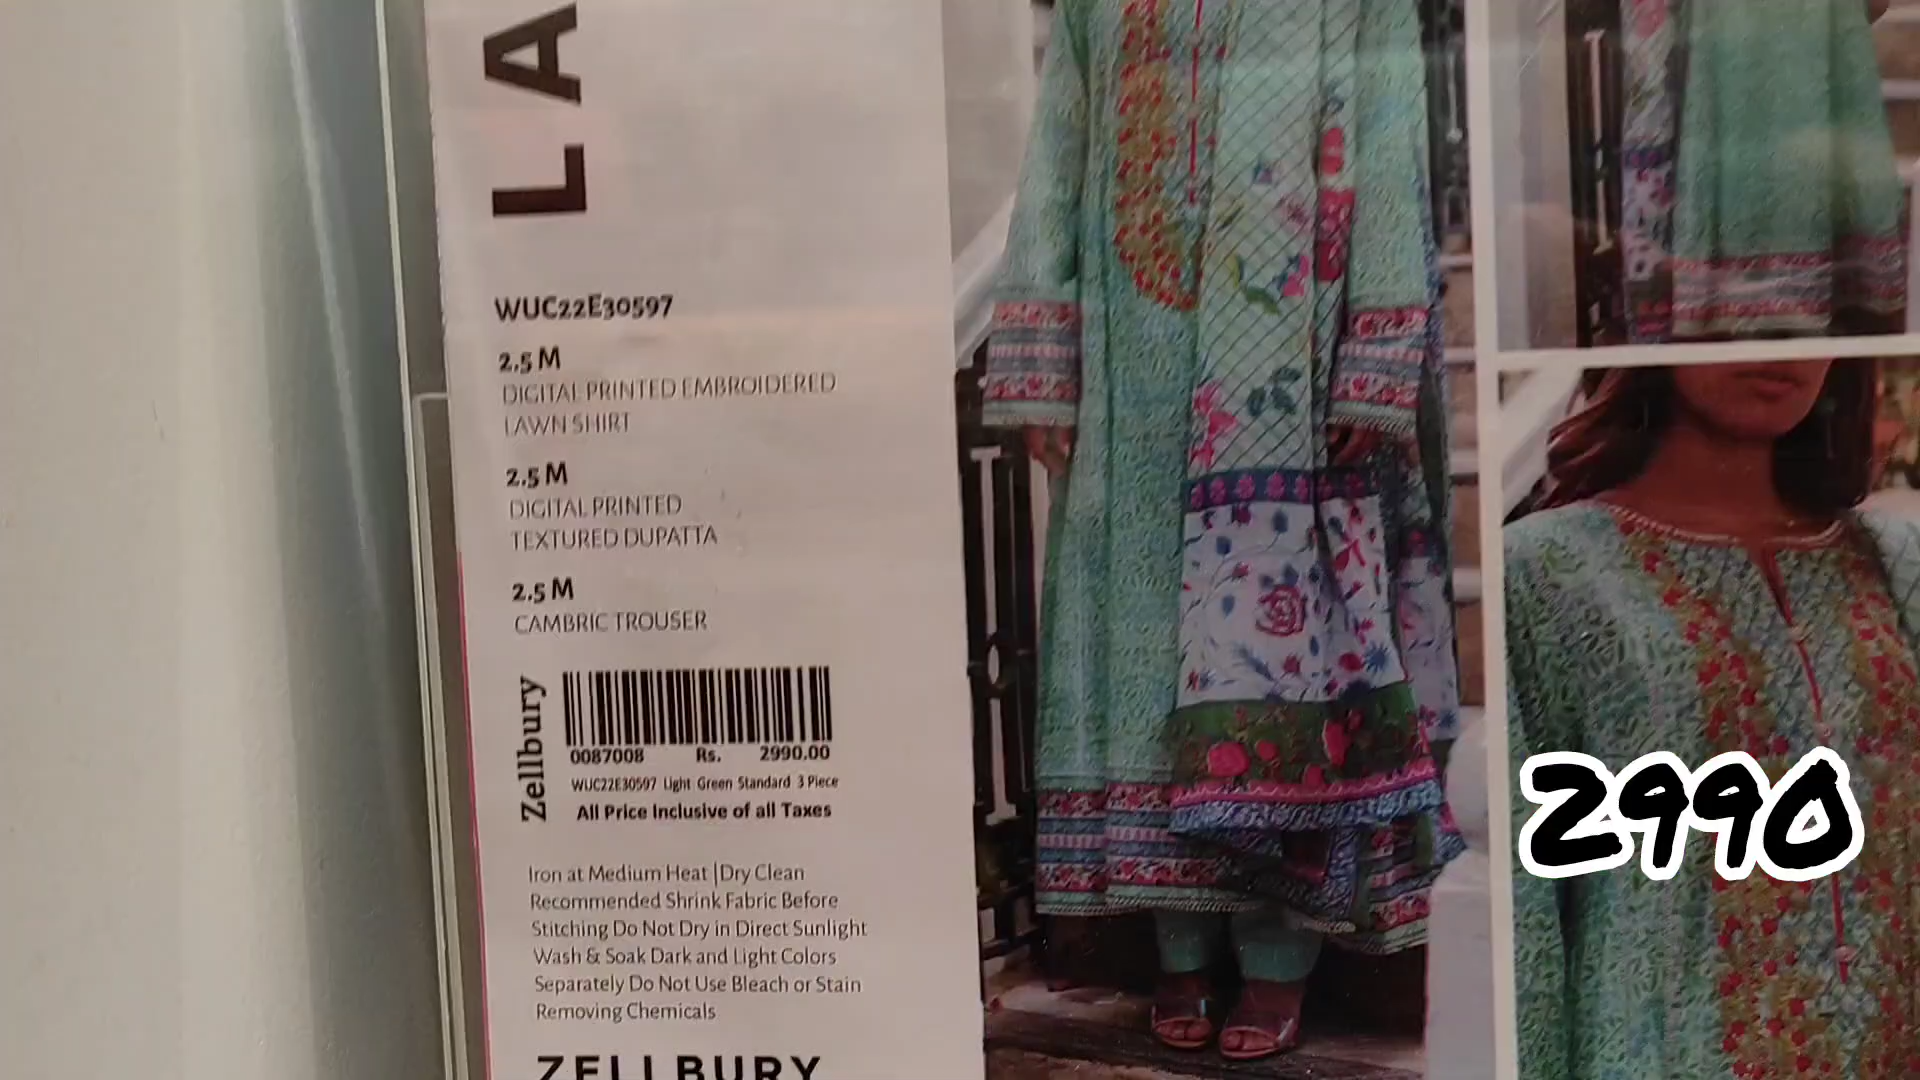 LA
WUC22E30597
2.5 M
DIGITAL PRINTED EMBROIDERED
LAWN SHIRT
2.5 M
DIGITAL PRINTED
TEXTURED DUPATTA
2.5 M
CAMBRIC TROUSER
Zellbury
0087008 Rs. 2990.00
WUC22E30597 Light Green Standard 3 Piece
All Price Inclusive of all Taxes
Iron at Medium Heat | Dry Clean
Recommended Shrink Fabric Before
Stitching Do Not Dry in Direct Sunlight
Wash & Soak Dark and Light Colors
Separately Do Not Use Bleach or Stain
Removing Chemicals
ZELLBURY
2990